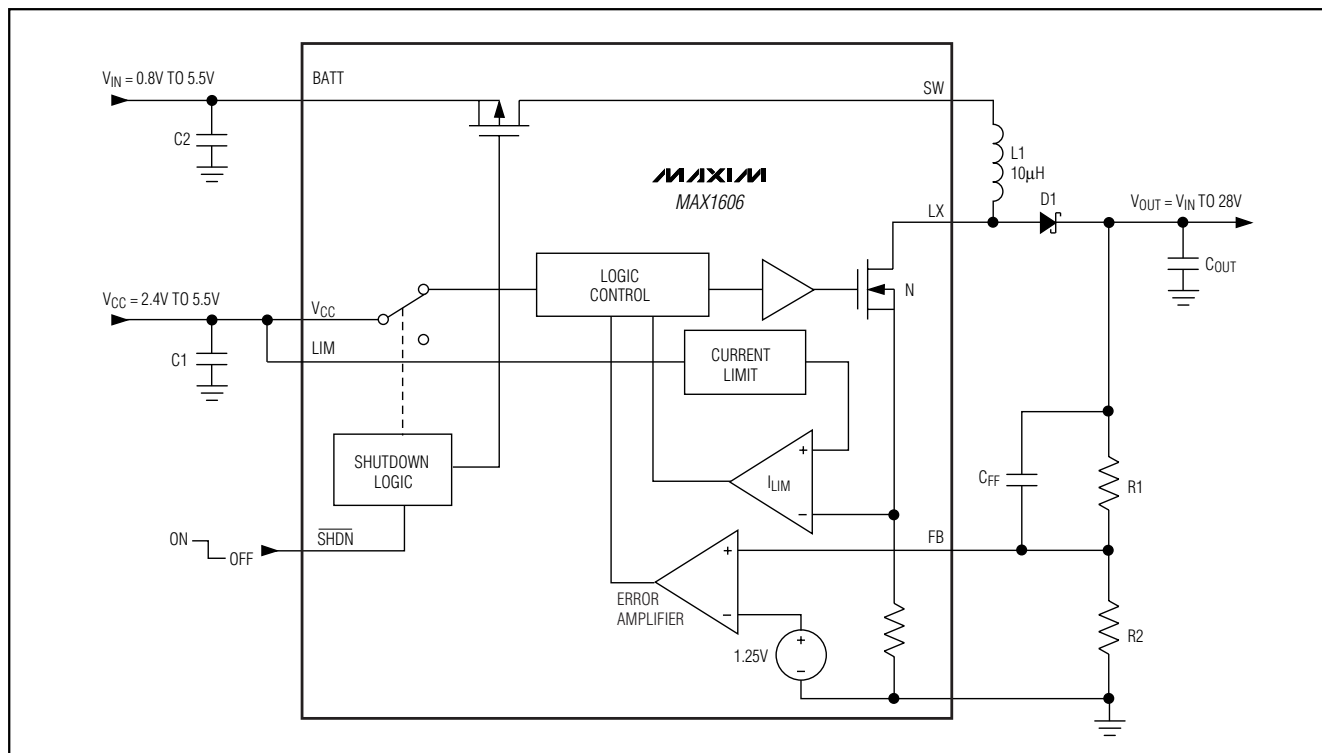 V_IN = 0.8V TO 5.5V
BATT
SW
C2
L1
10µH
MAXIM
MAX1606
LX
D1
V_OUT = V_IN TO 28V
C_OUT
LOGIC
CONTROL
N
V_CC = 2.4V TO 5.5V
V_CC
LIM
C1
CURRENT
LIMIT
SHUTDOWN
LOGIC
+
I_LIM
−
C_FF
R1
ON
OFF
SHDN
FB
+
ERROR
AMPLIFIER
−
1.25V
+
−
R2